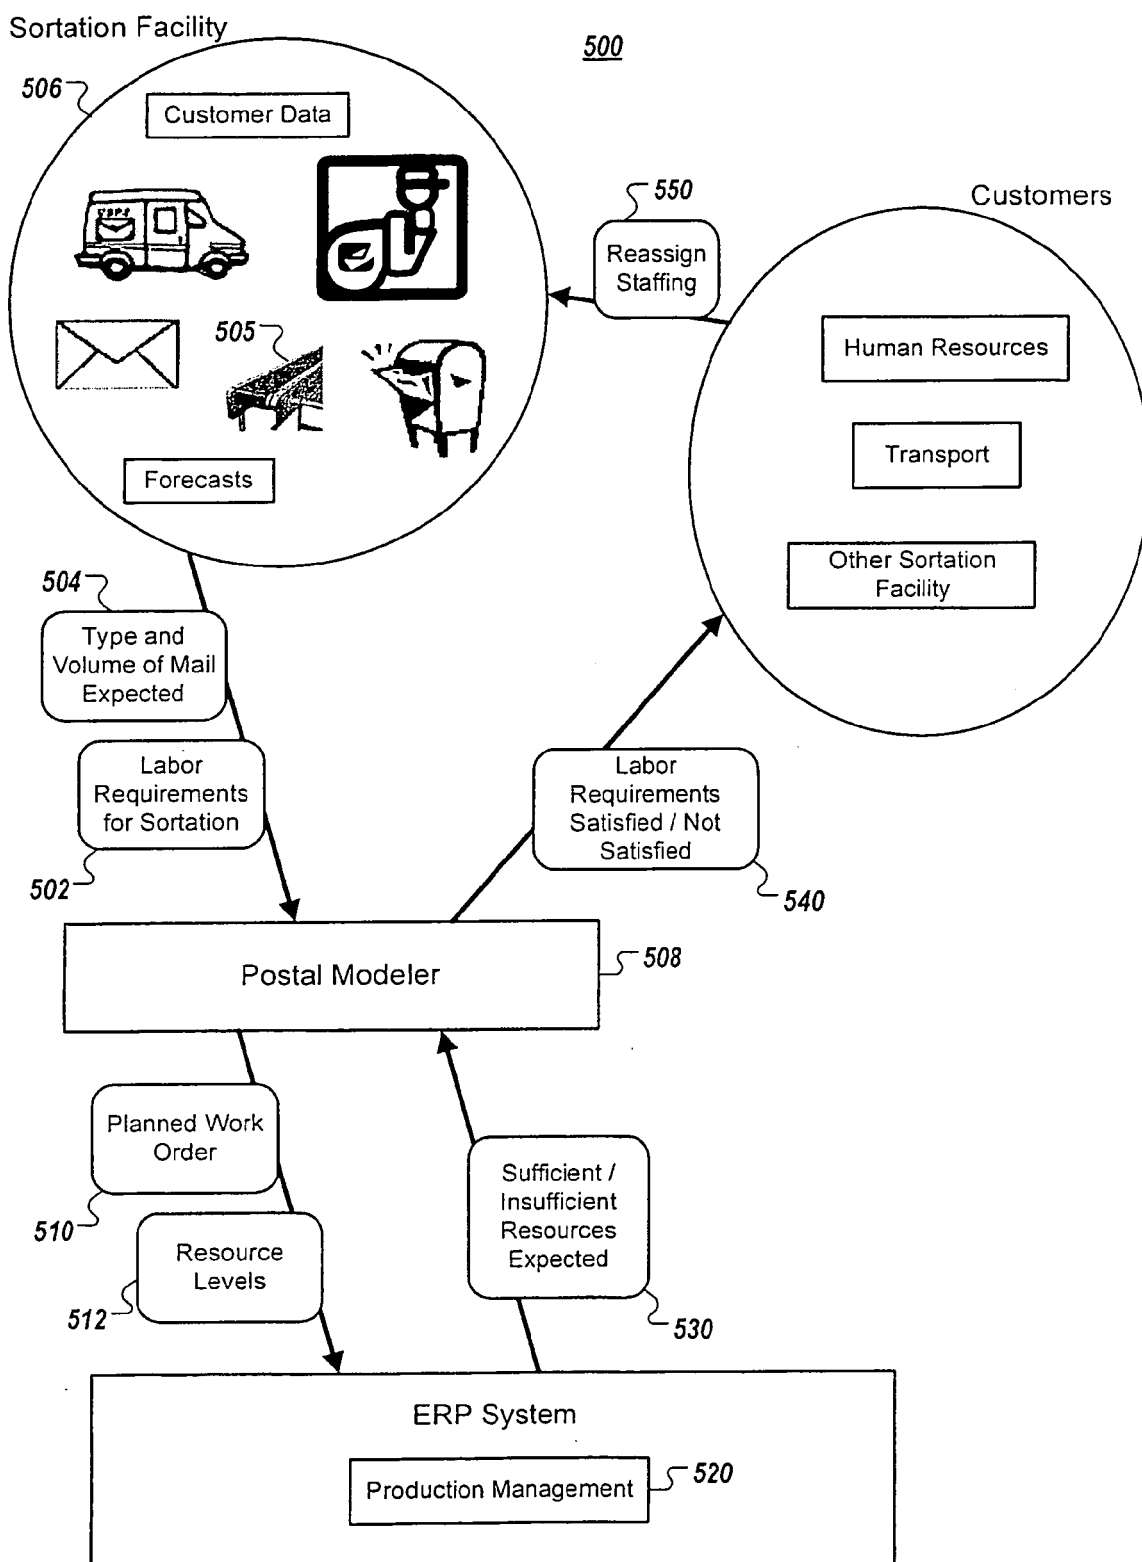 Sortation Facility
500
506
Customer Data
USPS
505
Forecasts
550
Reassign
Staffing
Customers
Human Resources
Transport
Other Sortation
Facility
504
Type and
Volume of Mail
Expected
Labor
Requirements
for Sortation
502
Labor
Requirements
Satisfied / Not
Satisfied
540
Postal Modeler
508
Planned Work
Order
510
Resource
Levels
512
Sufficient /
Insufficient
Resources
Expected
530
ERP System
Production Management
520